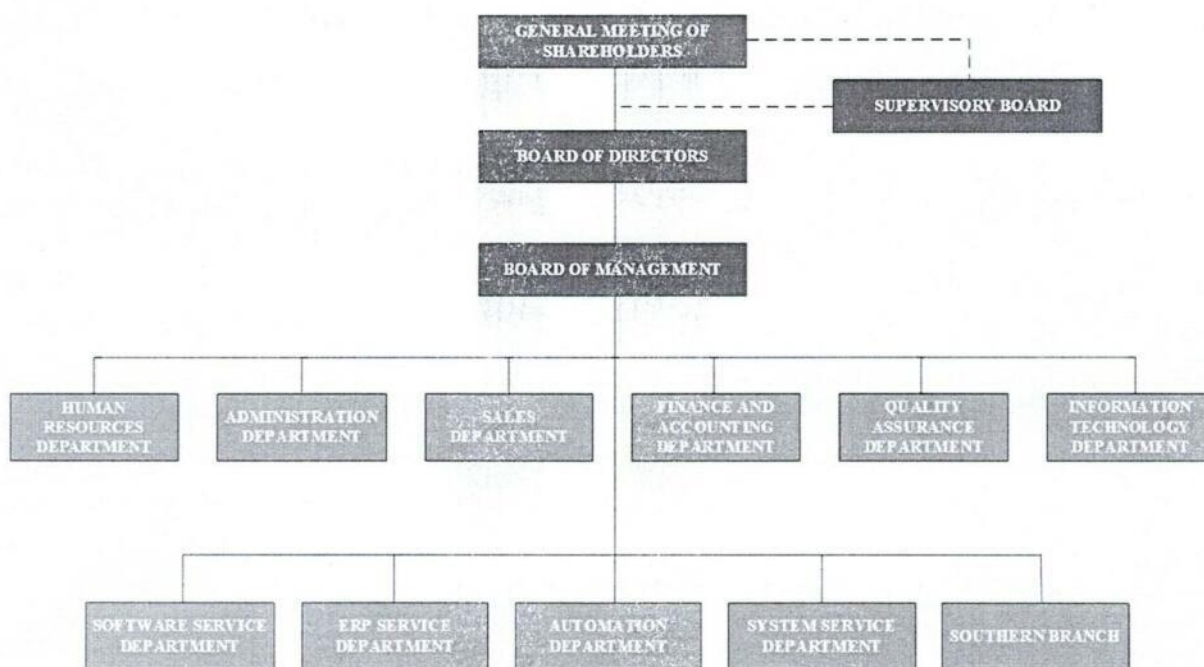 GENERAL MEETING OF
SHAREHOLDERS
SUPERVISORY BOARD
BOARD OF DIRECTORS
BOARD OF MANAGEMENT
HUMAN
RESOURCES
DEPARTMENT
ADMINISTRATION
DEPARTMENT
SALES
DEPARTMENT
FINANCE AND
ACCOUNTING
DEPARTMENT
QUALITY
ASSURANCE
DEPARTMENT
INFORMATION
TECHNOLOGY
DEPARTMENT
SOFTWARE SERVICE
DEPARTMENT
ERP SERVICE
DEPARTMENT
AUTOMATION
DEPARTMENT
SYSTEM SERVICE
DEPARTMENT
SOUTHERN BRANCH